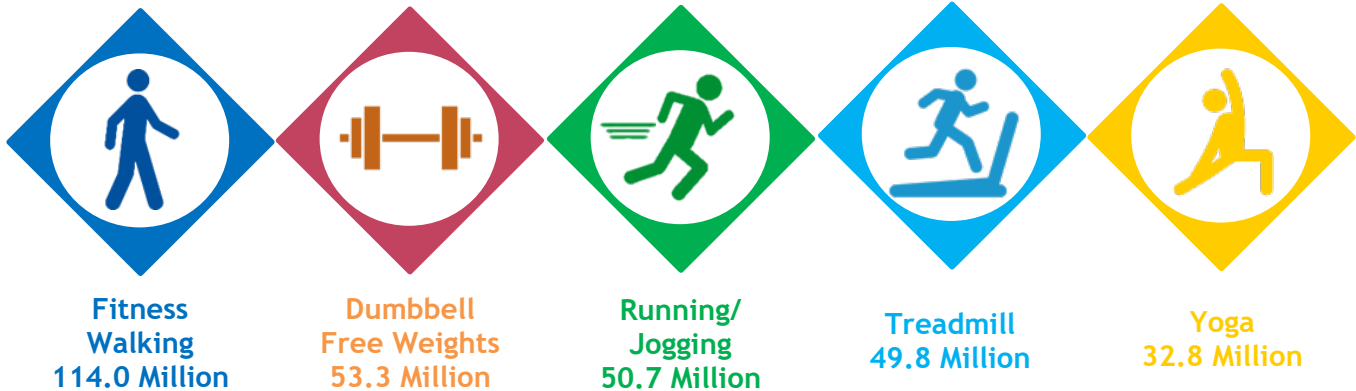 Fitness
Walking
114.0 Million
Dumbbell
Free Weights
53.3 Million
Running/
Jogging
50.7 Million
Treadmill
49.8 Million
Yoga
32.8 Million